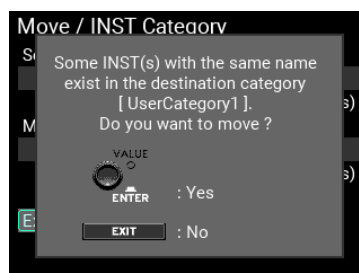 Move / INST Category
Some INST(s) with the same name
exist in the destination category
[ UserCategory1 ].
Do you want to move ?
VALUE
ENTER : Yes
EXIT : No